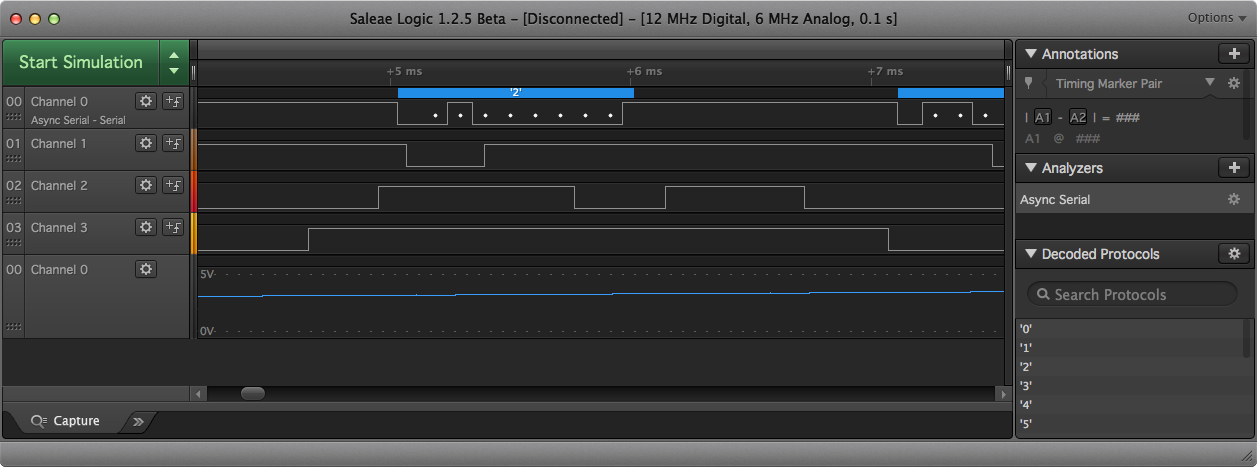 Saleae Logic 1.2.5 Beta – [Disconnected] – [12 MHz Digital, 6 MHz Analog, 0.1 s]
Options
Start Simulation
+5 ms
+6 ms
+7 ms
'2'
00 Channel 0
Async Serial - Serial
01 Channel 1
02 Channel 2
03 Channel 3
00 Channel 0
5V
0V
Capture
Annotations
Timing Marker Pair
| A1 - A2 | = ###
A1 @ ###
Analyzers
Async Serial
Decoded Protocols
Search Protocols
'0'
'1'
'2'
'3'
'4'
'5'